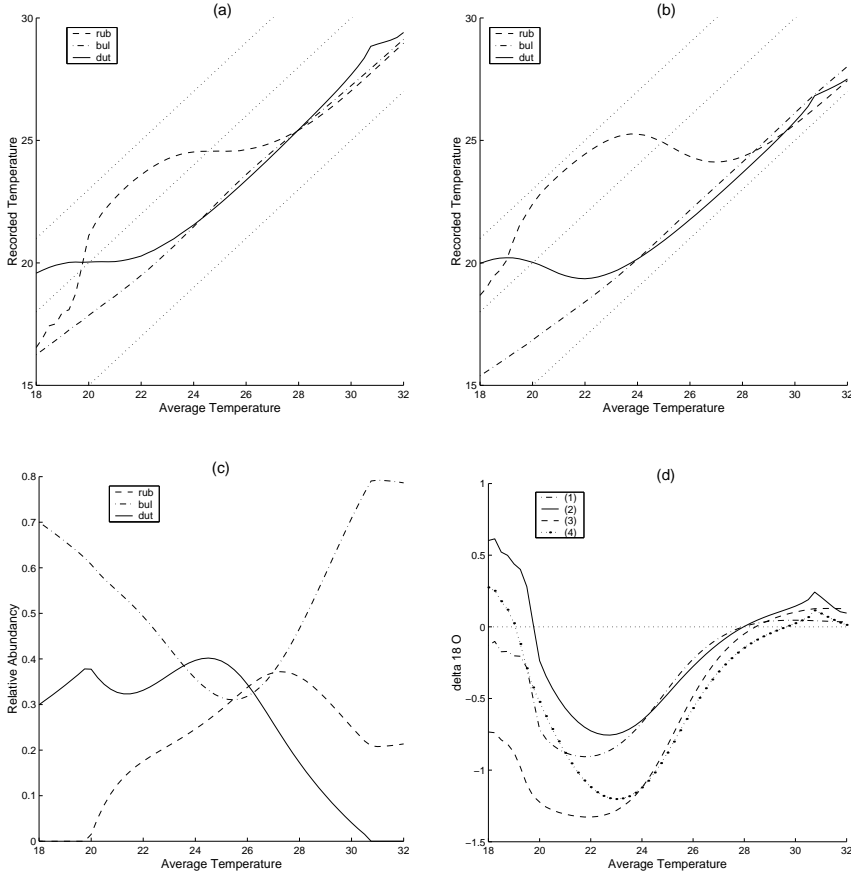 (a)
30
25
20
15
Recorded Temperature
rub
bul
dut
18 20 22 24 26 28 30 32
Average Temperature
(b)
30
25
20
15
Recorded Temperature
rub
bul
dut
18 20 22 24 26 28 30 32
Average Temperature
(c)
0.8
0.7
0.6
0.5
0.4
0.3
0.2
0.1
0
Relative Abundancy
rub
bul
dut
18 20 22 24 26 28 30 32
Average Temperature
(d)
1
0.5
0
−0.5
−1
−1.5
delta 18 O
(1)
(2)
(3)
(4)
18 20 22 24 26 28 30 32
Average Temperature